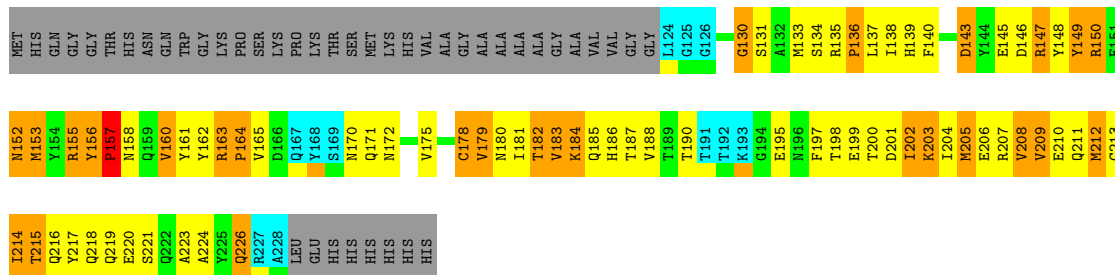 MET HIS GLN GLY GLY THR HIS ASN GLN TRP GLY LYS PRO SER LYS PRO LYS THR SER MET LYS HIS VAL ALA GLY ALA ALA ALA ALA GLY ALA VAL VAL GLY GLY L124 G125 G126 G130 S131 A132 M133 S134 R135 P136 L137 I138 H139 F140 D143 Y144 E145 D146 R147 Y148 Y149 R150 E151
N152 M153 Y154 R155 Y156 P157 N158 Q159 V160 Y161 Y162 R163 P164 V165 D166 Q167 Y168 S169 N170 Q171 N172 V175 C178 V179 N180 I181 T182 V183 K184 Q185 H186 T187 V188 T189 T190 T191 T192 K193 G194 E195 N196 F197 T198 E199 T200 D201 I202 K203 I204 M205 E206 R207 V208 V209 E210 Q211 M212 C213
I214 T215 Q216 Y217 Q218 Q219 E220 S221 Q222 A223 A224 Y225 Q226 R227 A228 LEU GLU HIS HIS HIS HIS HIS HIS